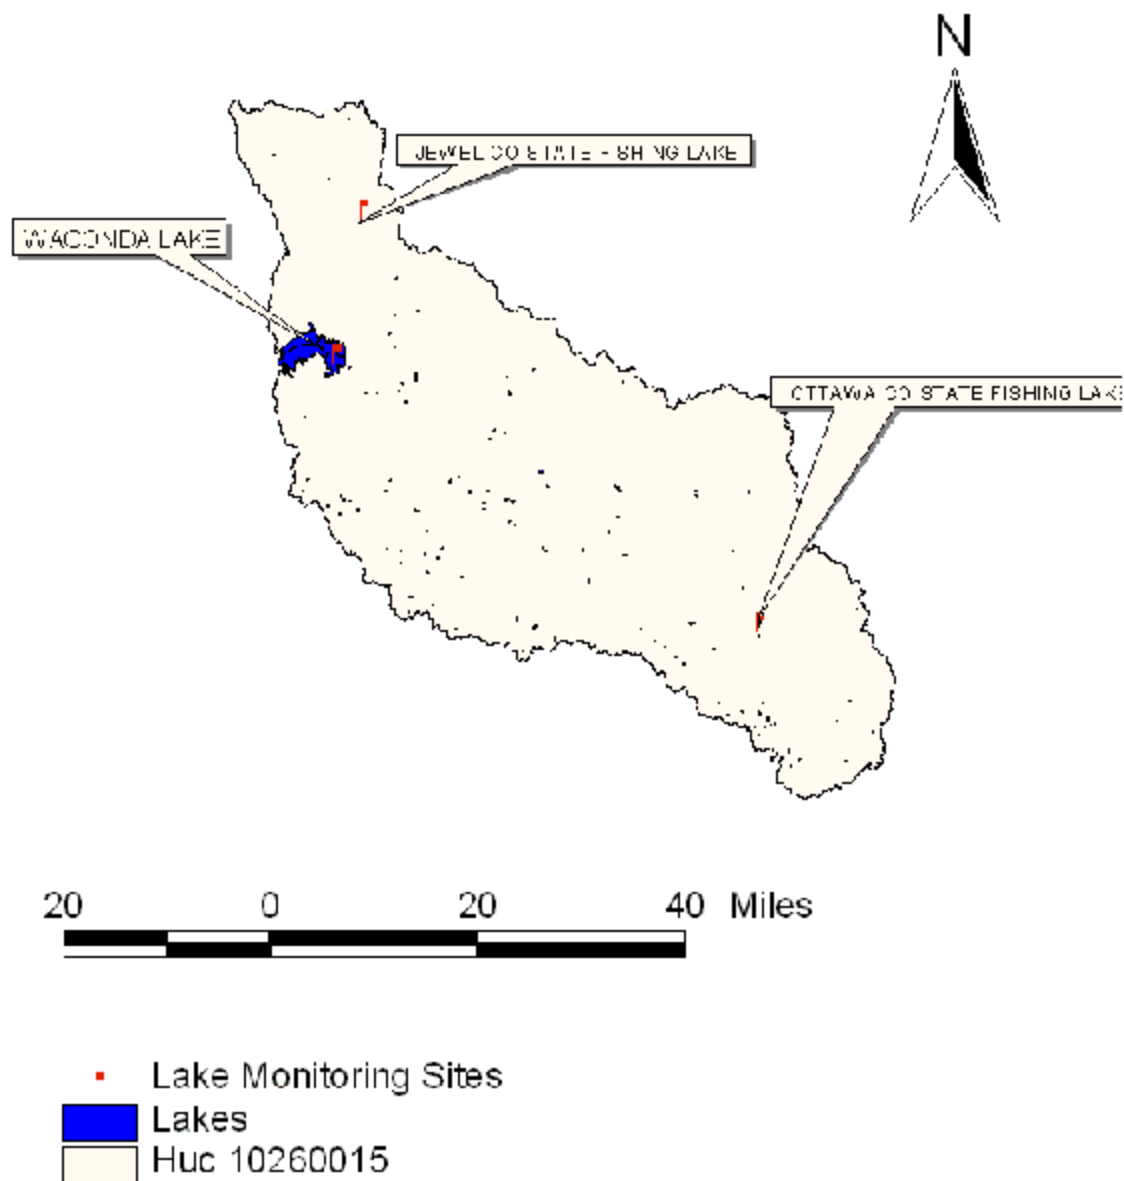 N
JEWEL CO STATE FISHING LAKE
WACONDA LAKE
OTTAWA CO STATE FISHING LAKE
20 0 20 40 Miles
Lake Monitoring Sites
Lakes
Huc 10260015